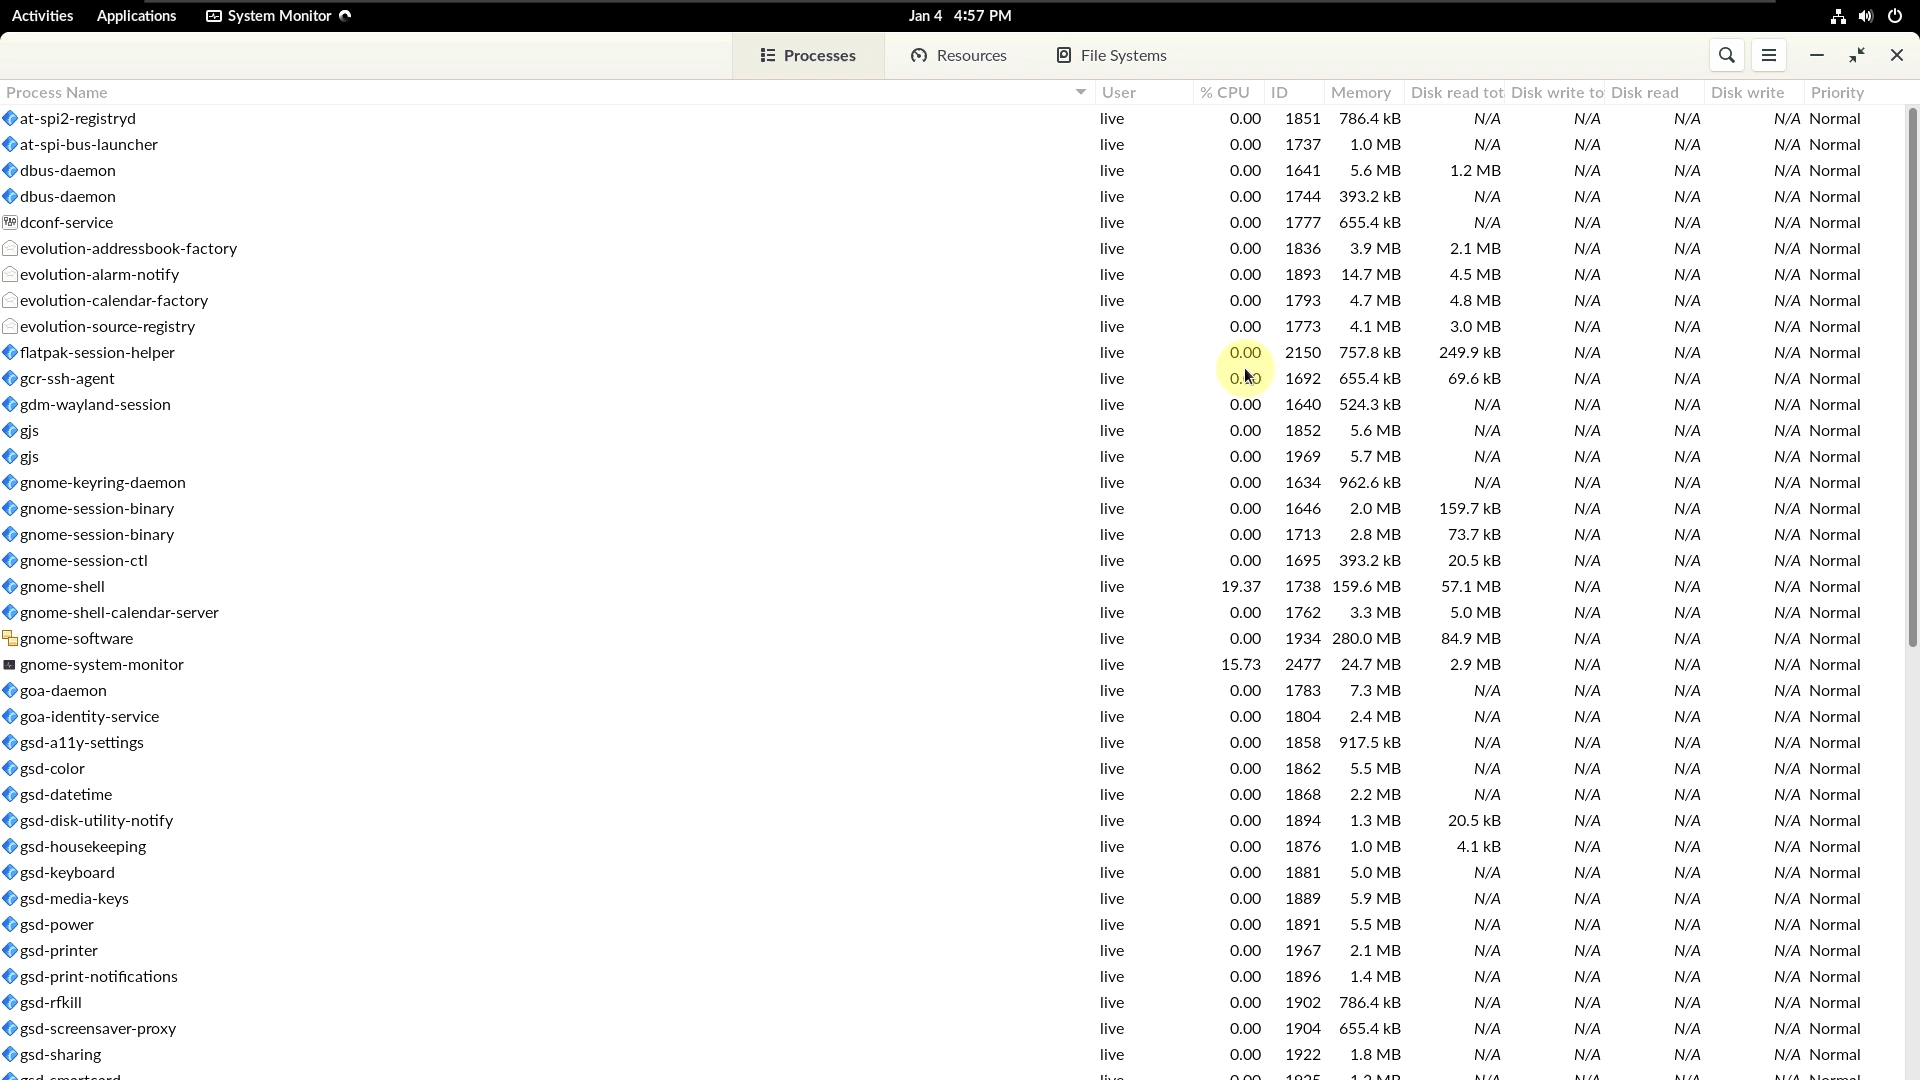 Activities Applications System Monitor Jan 4 4:57 PM
Processes Resources File Systems
Process Name User % CPU ID Memory Disk read tot Disk write to Disk read Disk write Priority
at-spi2-registryd live 0.00 1851 786.4 kB N/A N/A N/A N/A Normal
at-spi-bus-launcher live 0.00 1737 1.0 MB N/A N/A N/A N/A Normal
dbus-daemon live 0.00 1641 5.6 MB 1.2 MB N/A N/A N/A Normal
dbus-daemon live 0.00 1744 393.2 kB N/A N/A N/A N/A Normal
dconf-service live 0.00 1777 655.4 kB N/A N/A N/A N/A Normal
evolution-addressbook-factory live 0.00 1836 3.9 MB 2.1 MB N/A N/A N/A Normal
evolution-alarm-notify live 0.00 1893 14.7 MB 4.5 MB N/A N/A N/A Normal
evolution-calendar-factory live 0.00 1793 4.7 MB 4.8 MB N/A N/A N/A Normal
evolution-source-registry live 0.00 1773 4.1 MB 3.0 MB N/A N/A N/A Normal
flatpak-session-helper live 0.00 2150 757.8 kB 249.9 kB N/A N/A N/A Normal
gcr-ssh-agent live 0.00 1692 655.4 kB 69.6 kB N/A N/A N/A Normal
gdm-wayland-session live 0.00 1640 524.3 kB N/A N/A N/A N/A Normal
gjs live 0.00 1852 5.6 MB N/A N/A N/A N/A Normal
gjs live 0.00 1969 5.7 MB N/A N/A N/A N/A Normal
gnome-keyring-daemon live 0.00 1634 962.6 kB N/A N/A N/A N/A Normal
gnome-session-binary live 0.00 1646 2.0 MB 159.7 kB N/A N/A N/A Normal
gnome-session-binary live 0.00 1713 2.8 MB 73.7 kB N/A N/A N/A Normal
gnome-session-ctl live 0.00 1695 393.2 kB 20.5 kB N/A N/A N/A Normal
gnome-shell live 19.37 1738 159.6 MB 57.1 MB N/A N/A N/A Normal
gnome-shell-calendar-server live 0.00 1762 3.3 MB 5.0 MB N/A N/A N/A Normal
gnome-software live 0.00 1934 280.0 MB 84.9 MB N/A N/A N/A Normal
gnome-system-monitor live 15.73 2477 24.7 MB 2.9 MB N/A N/A N/A Normal
goa-daemon live 0.00 1783 7.3 MB N/A N/A N/A N/A Normal
goa-identity-service live 0.00 1804 2.4 MB N/A N/A N/A N/A Normal
gsd-a11y-settings live 0.00 1858 917.5 kB N/A N/A N/A N/A Normal
gsd-color live 0.00 1862 5.5 MB N/A N/A N/A N/A Normal
gsd-datetime live 0.00 1868 2.2 MB N/A N/A N/A N/A Normal
gsd-disk-utility-notify live 0.00 1894 1.3 MB 20.5 kB N/A N/A N/A Normal
gsd-housekeeping live 0.00 1876 1.0 MB 4.1 kB N/A N/A N/A Normal
gsd-keyboard live 0.00 1881 5.0 MB N/A N/A N/A N/A Normal
gsd-media-keys live 0.00 1889 5.9 MB N/A N/A N/A N/A Normal
gsd-power live 0.00 1891 5.5 MB N/A N/A N/A N/A Normal
gsd-printer live 0.00 1967 2.1 MB N/A N/A N/A N/A Normal
gsd-print-notifications live 0.00 1896 1.4 MB N/A N/A N/A N/A Normal
gsd-rfkill live 0.00 1902 786.4 kB N/A N/A N/A N/A Normal
gsd-screensaver-proxy live 0.00 1904 655.4 kB N/A N/A N/A N/A Normal
gsd-sharing live 0.00 1922 1.8 MB N/A N/A N/A N/A Normal